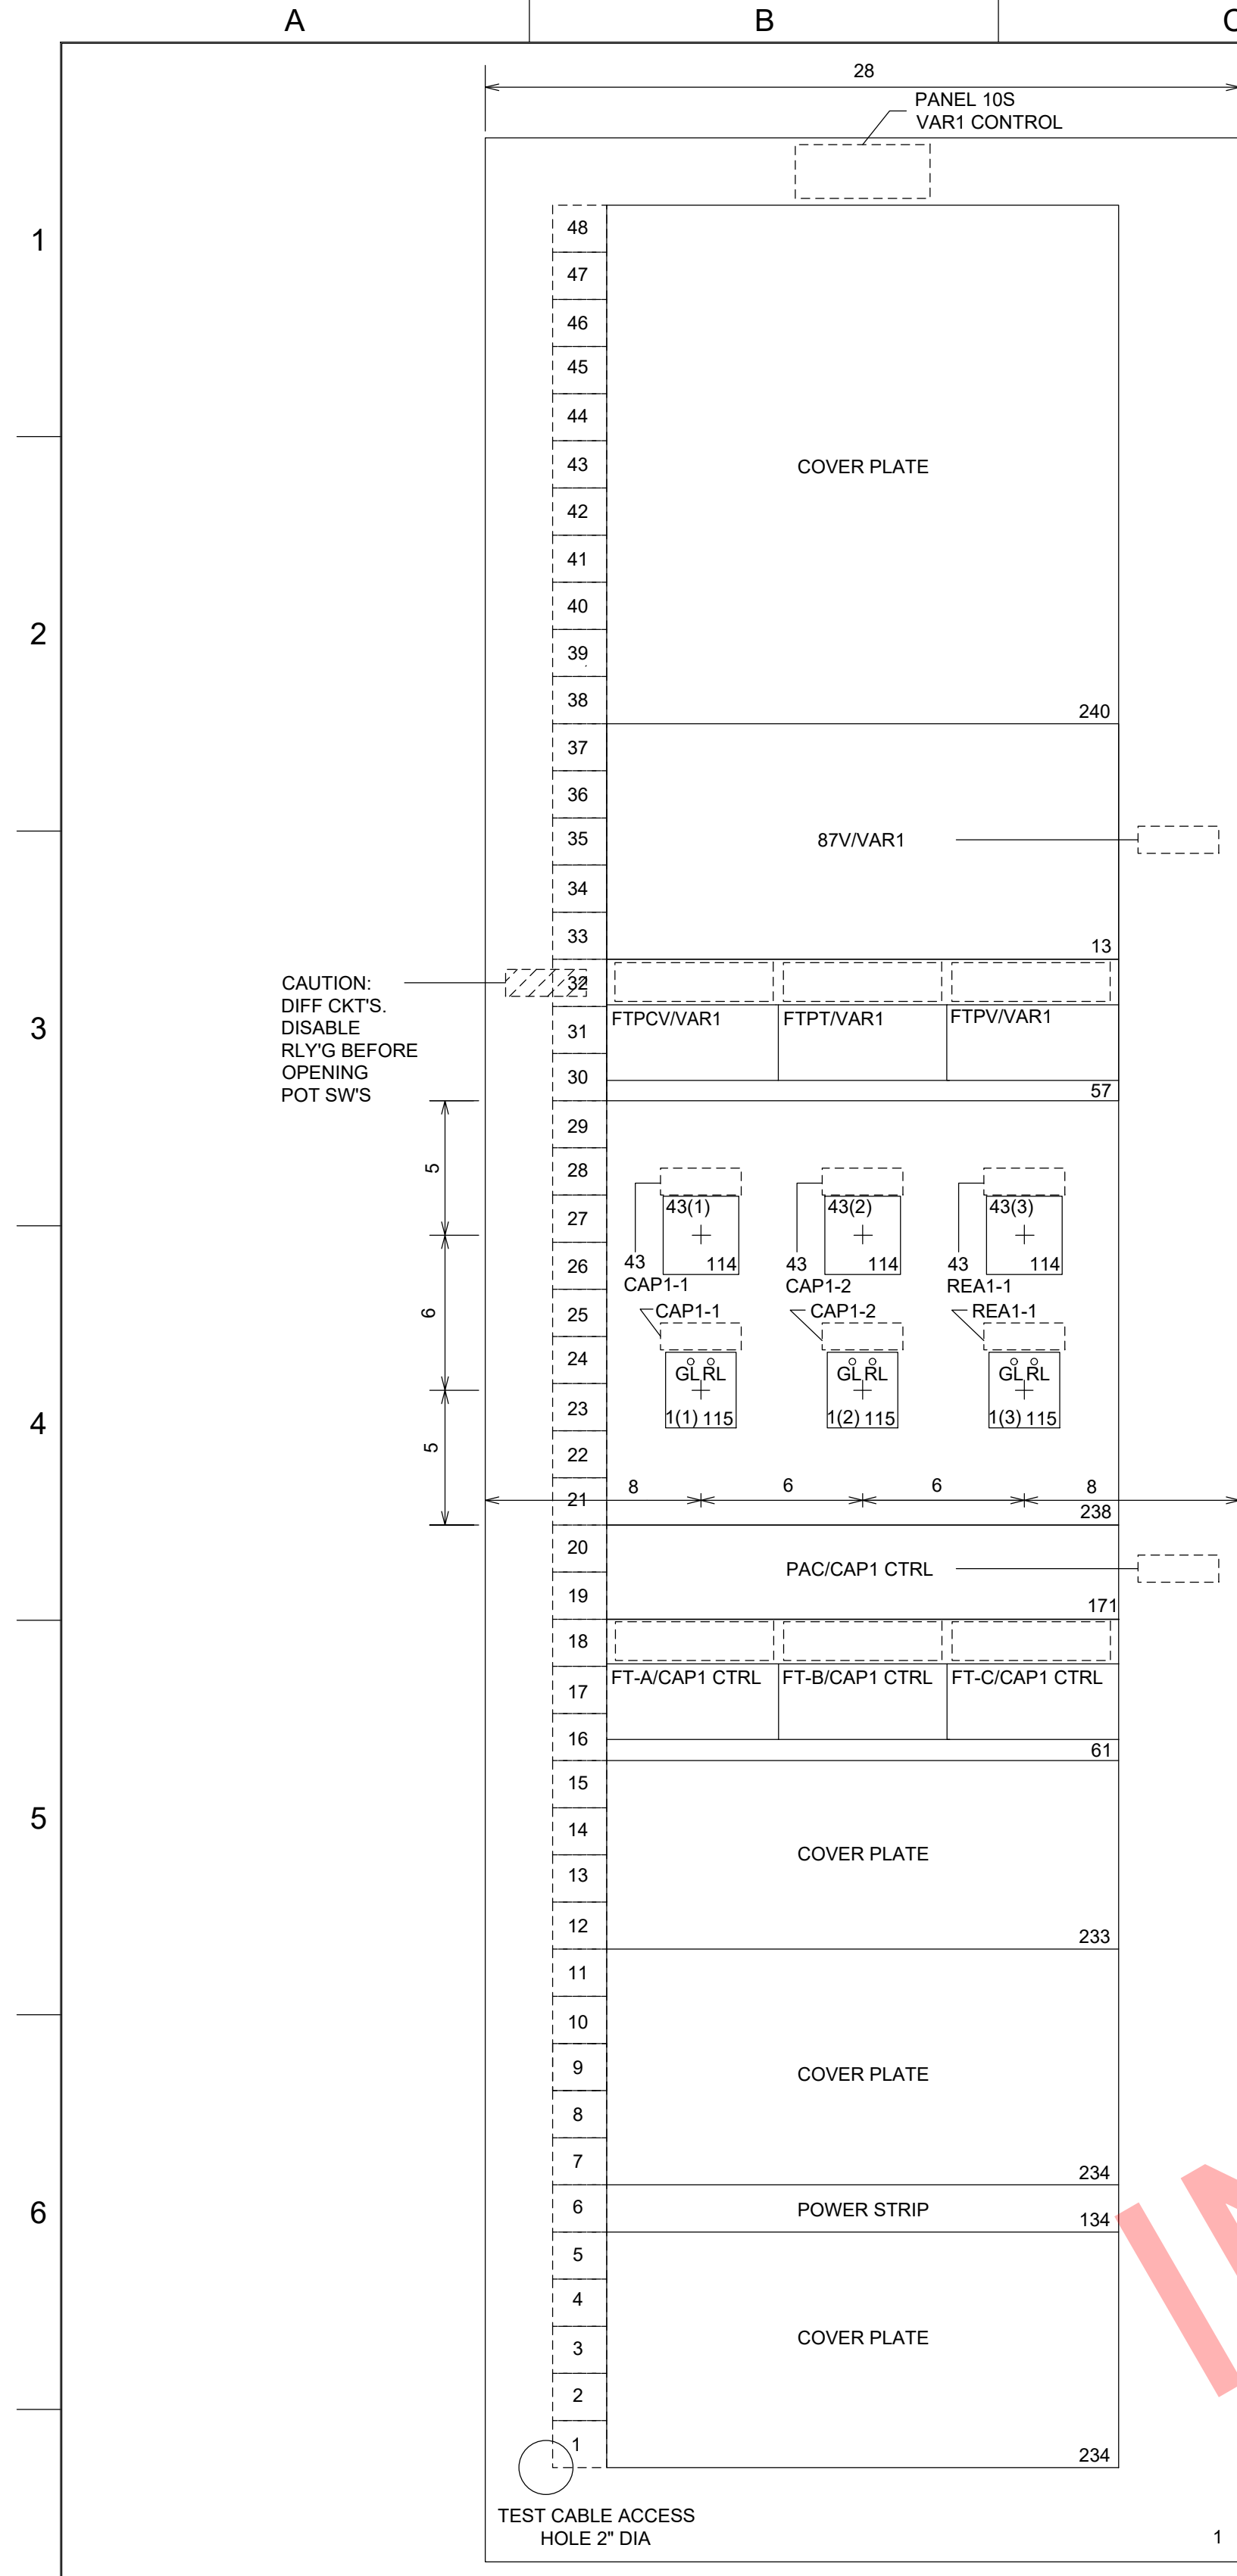 A
B
C
28
PANEL 10S
VAR1 CONTROL
1
48
47
46
45
44
43
COVER PLATE
42
41
40
2
39
38
240
37
36
35
87V/VAR1
34
33
13
CAUTION:
DIFF CKT'S.
DISABLE
RLY'G BEFORE
OPENING
POT SW'S
32
3
31
FTPCV/VAR1
FTPT/VAR1
FTPV/VAR1
30
57
29
5
28
27
43(1)
43(2)
43(3)
26
43
CAP1-1
114
43
CAP1-2
114
43
REA1-1
114
6
25
CAP1-1
CAP1-2
REA1-1
24
GL RL
GL RL
GL RL
4
23
1(1) 115
1(2) 115
1(3) 115
5
22
21
8
6
6
8
238
20
PAC/CAP1 CTRL
19
171
18
17
FT-A/CAP1 CTRL
FT-B/CAP1 CTRL
FT-C/CAP1 CTRL
16
61
15
5
14
COVER PLATE
13
12
233
11
10
9
COVER PLATE
8
7
234
6
6
POWER STRIP
134
5
4
3
COVER PLATE
2
1
234
TEST CABLE ACCESS
HOLE 2" DIA
1